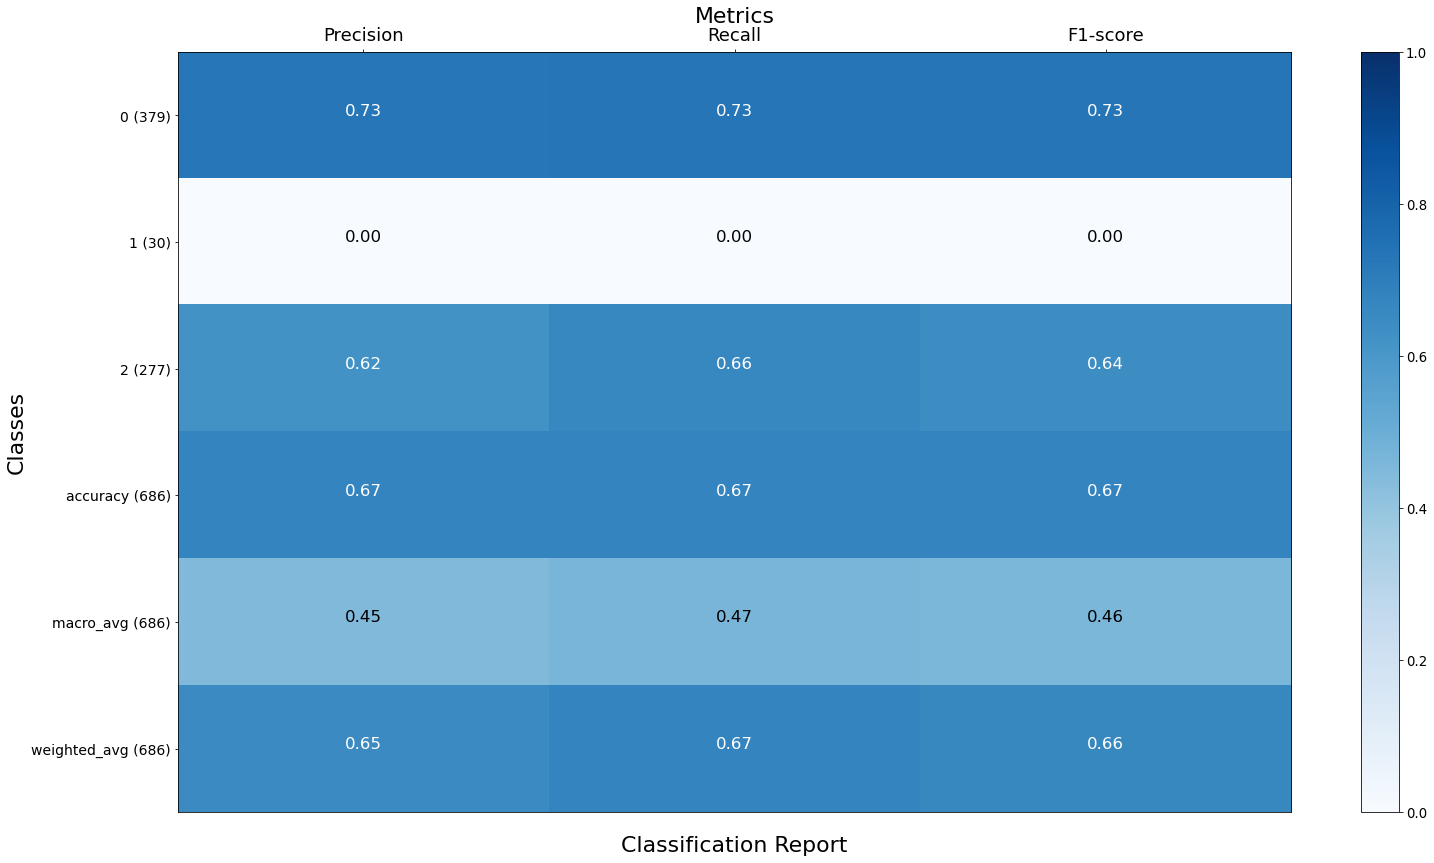 Metrics
Precision Recall F1-score
0 (379) 0.73 0.73 0.73
1 (30) 0.00 0.00 0.00
2 (277) 0.62 0.66 0.64
accuracy (686) 0.67 0.67 0.67
macro_avg (686) 0.45 0.47 0.46
weighted_avg (686) 0.65 0.67 0.66
Classes
Classification Report
1.0
0.8
0.6
0.4
0.2
0.0